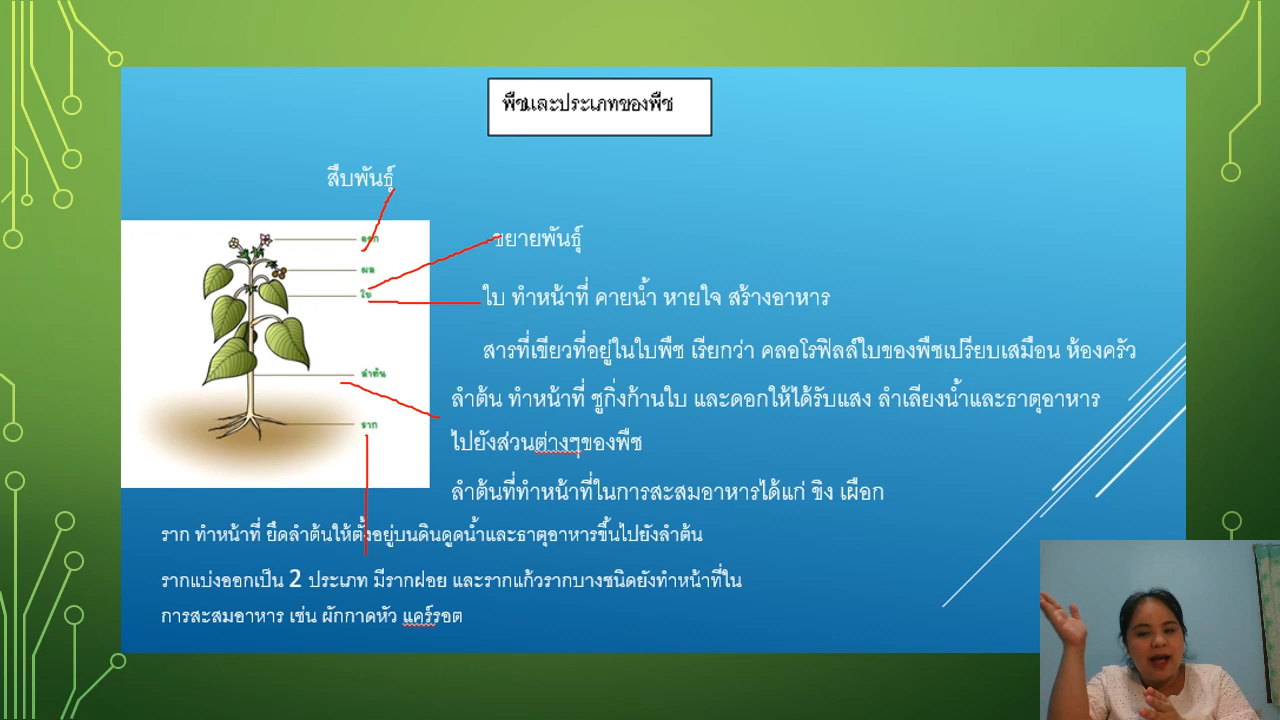 พืชและประเภทของพืช
สืบพันธุ์
ดอก
ขยายพันธุ์
ผล
ใบ
ใบ ทำหน้าที่ คายน้ำ หายใจ สร้างอาหาร
สารที่เขียวที่อยู่ในใบพืช เรียกว่า คลอโรฟิลล์ใบของพืชเปรียบเสมือน ห้องครัว
ลำต้น
ลำต้น ทำหน้าที่ ชูกิ่งก้านใบ และดอกให้ได้รับแสง ลำเลียงน้ำและธาตุอาหาร
ราก
ไปยังส่วนต่างๆของพืช
ลำต้นที่ทำหน้าที่ในการสะสมอาหารได้แก่ ขิง เผือก
ราก ทำหน้าที่ ยึดลำต้นให้ตั้งอยู่บนดินดูดน้ำและธาตุอาหารขึ้นไปยังลำต้น
รากแบ่งออกเป็น 2 ประเภท มีรากฝอย และรากแก้วรากบางชนิดยังทำหน้าที่ใน
การสะสมอาหาร เช่น ผักกาดหัว แคร์รอต